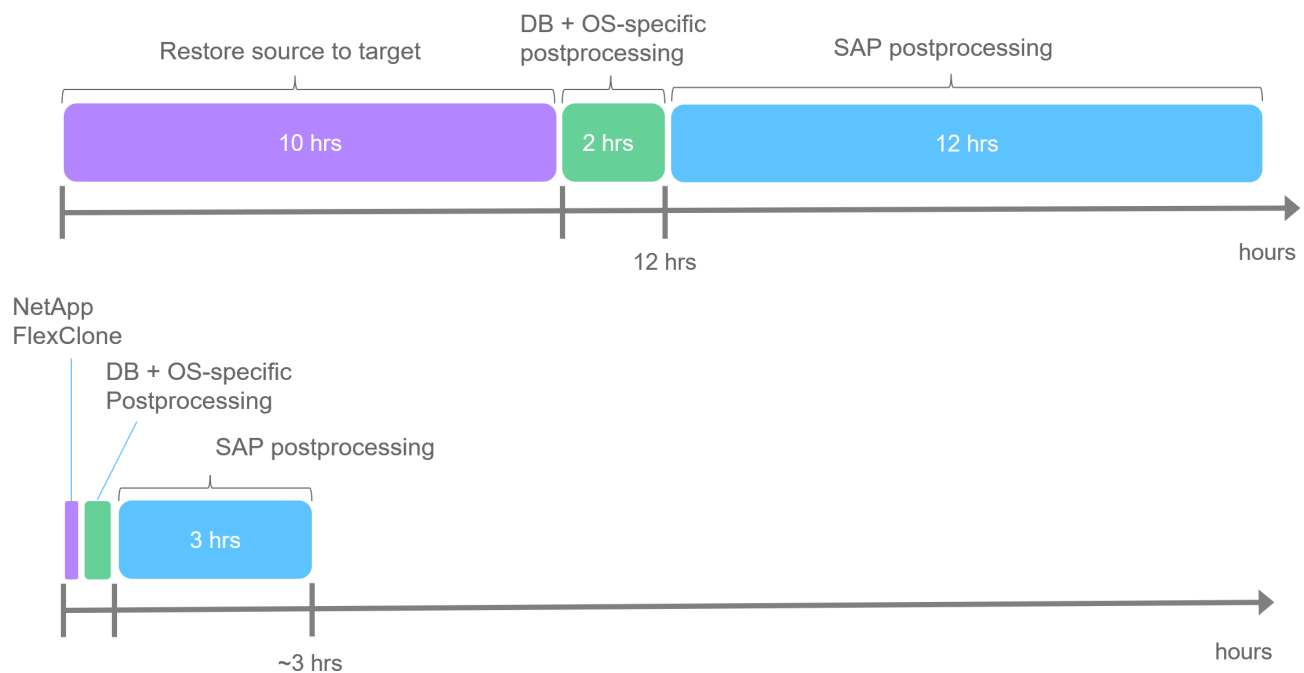 DB + OS-specific
postprocessing
Restore source to target
SAP postprocessing
10 hrs
2 hrs
12 hrs
12 hrs
hours
NetApp
FlexClone
DB + OS-specific
Postprocessing
SAP postprocessing
3 hrs
~3 hrs
hours